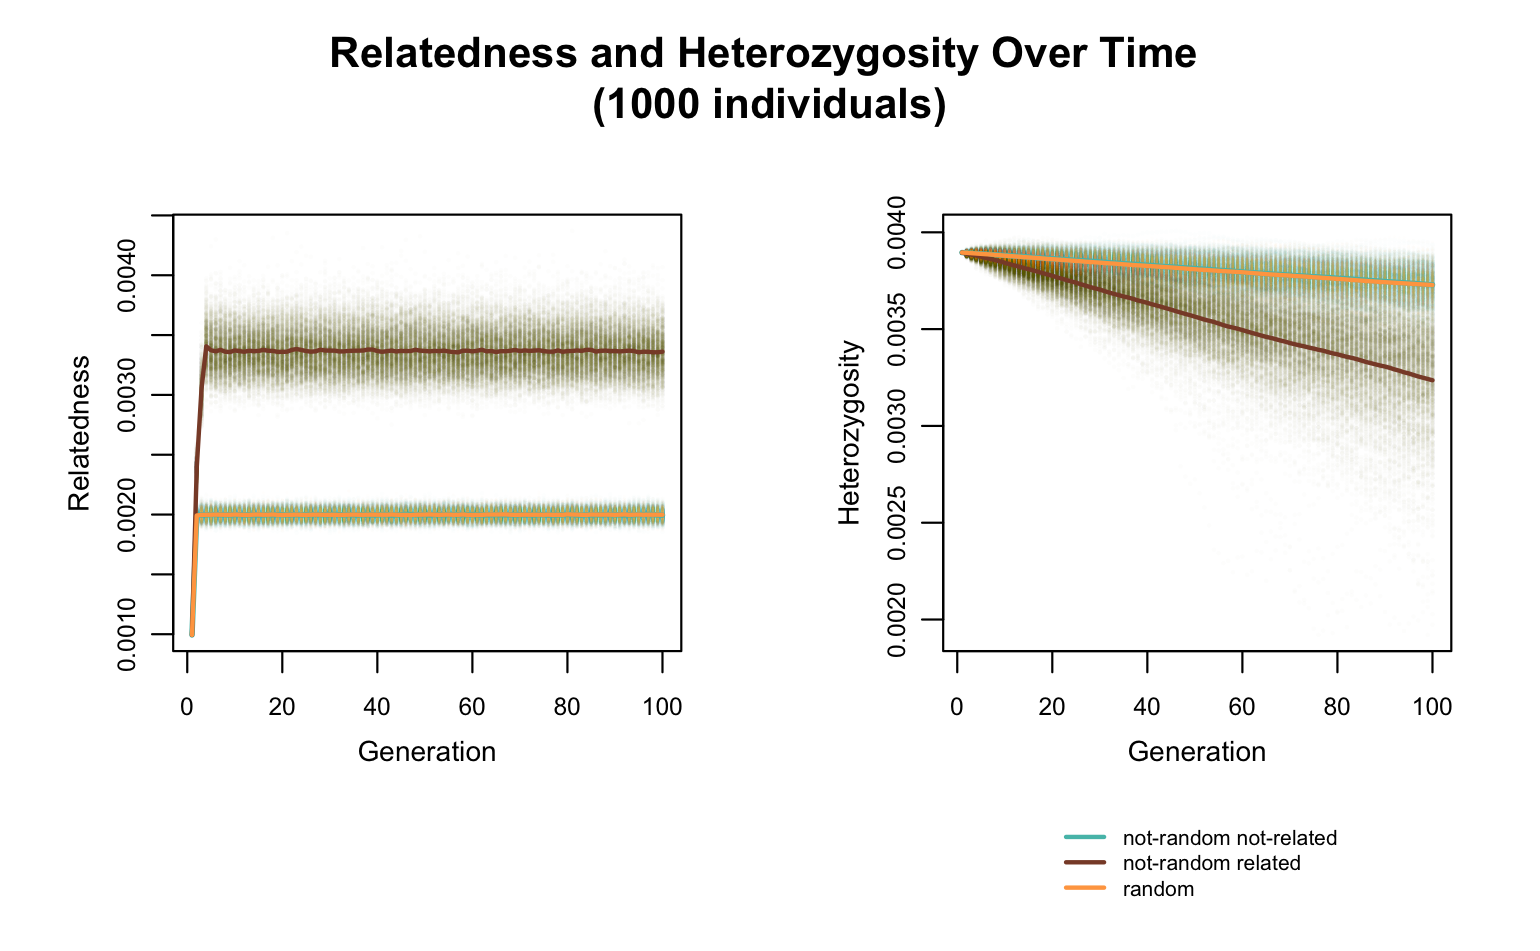 Relatedness and Heterozygosity Over Time
(1000 individuals)
Relatedness
0.0040
0.0030
0.0020
0.0010
0 20 40 60 80 100
Generation
Heterozygosity
0.0040
0.0035
0.0030
0.0025
0.0020
0 20 40 60 80 100
Generation
not-random not-related
not-random related
random